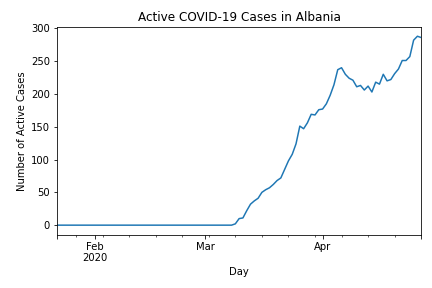 Active COVID-19 Cases in Albania
300
250
200
150
100
50
0
Number of Active Cases
Feb
2020
Mar
Apr
Day